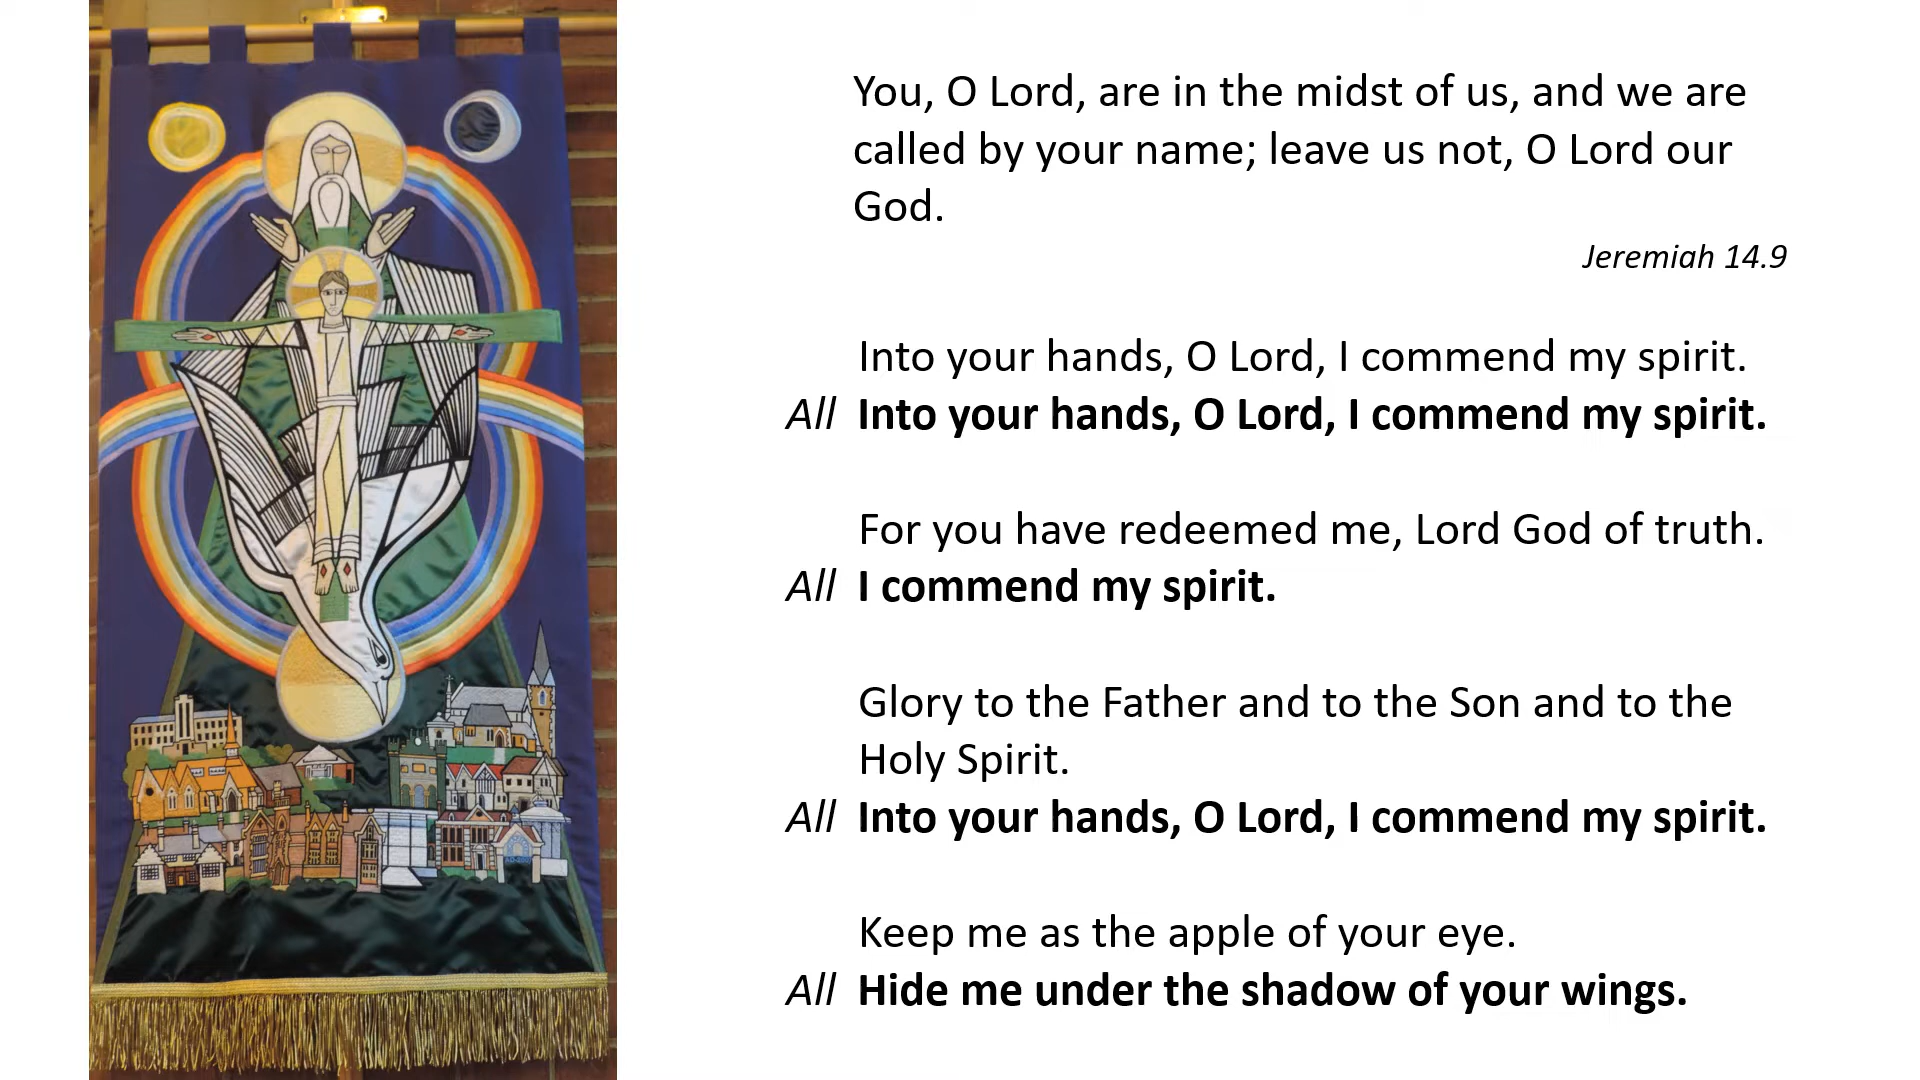 You, O Lord, are in the midst of us, and we are
called by your name; leave us not, O Lord our
God.
Jeremiah 14.9
Into your hands, O Lord, I commend my spirit.
All Into your hands, O Lord, I commend my spirit.
For you have redeemed me, Lord God of truth.
All I commend my spirit.
Glory to the Father and to the Son and to the
Holy Spirit.
All Into your hands, O Lord, I commend my spirit.
Keep me as the apple of your eye.
All Hide me under the shadow of your wings.